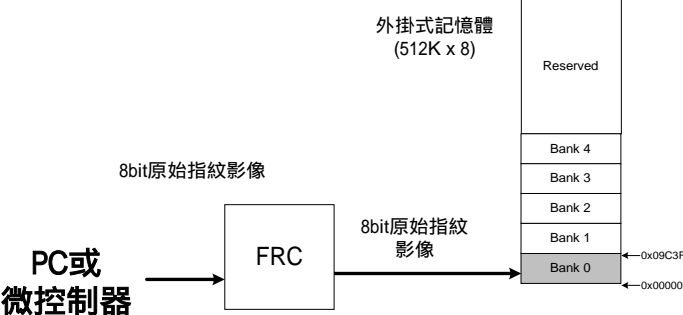 外掛式記憶體
(512K x 8)
Reserved
Bank 4
8bit原始指紋影像
Bank 3
Bank 2
8bit原始指紋
影像
Bank 1
FRC
0x09C3F
PC或
微控制器
Bank 0
0x00000